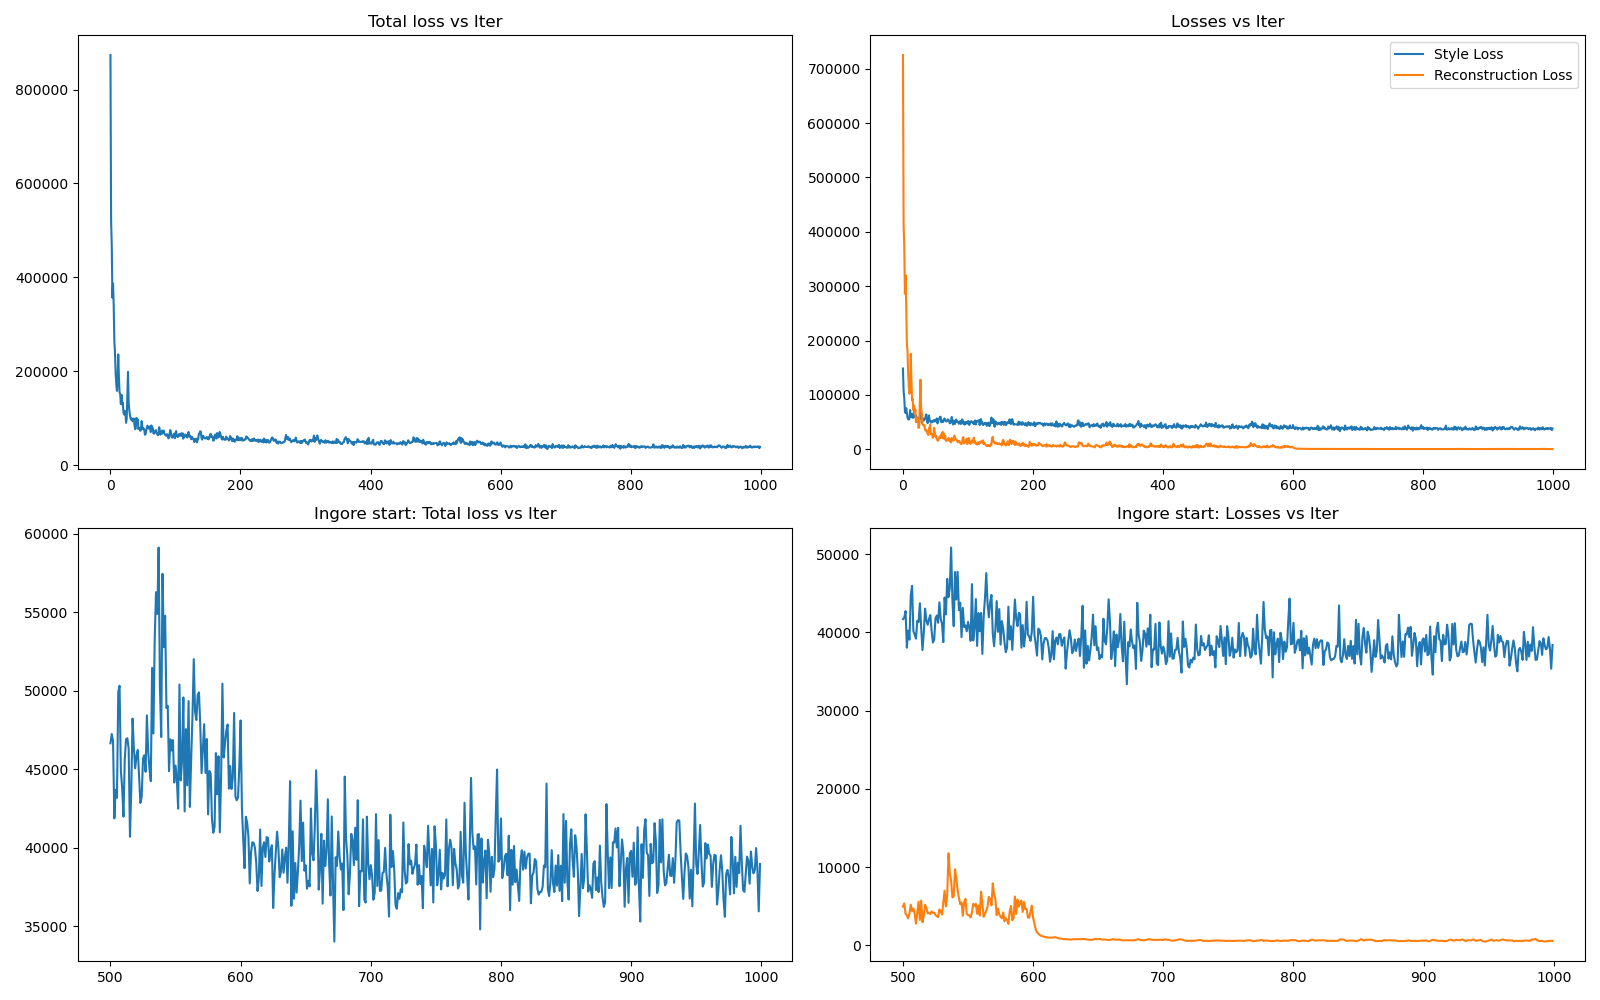 Total loss vs Iter
800000
600000
400000
200000
0
0 200 400 600 800 1000
Losses vs Iter
Style Loss
Reconstruction Loss
700000
600000
500000
400000
300000
200000
100000
0
0 200 400 600 800 1000
Ingore start: Total loss vs Iter
60000
55000
50000
45000
40000
35000
500 600 700 800 900 1000
Ingore start: Losses vs Iter
50000
40000
30000
20000
10000
0
500 600 700 800 900 1000